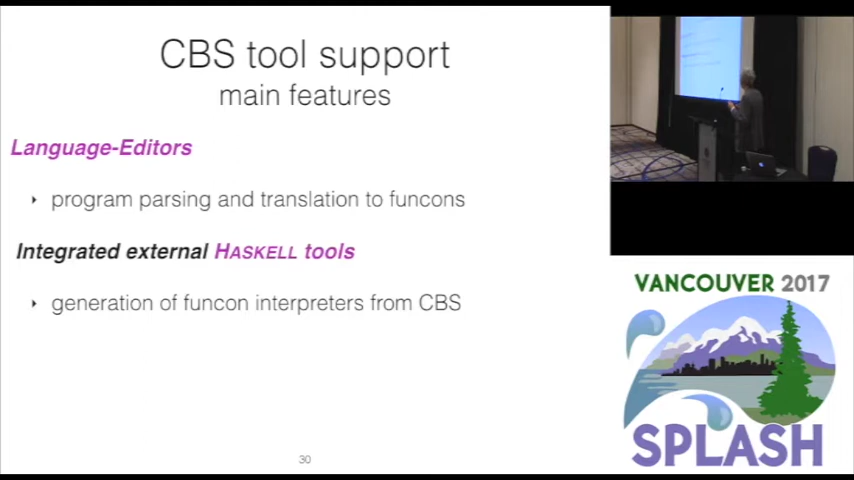 CBS tool support
main features
Language-Editors
‣ program parsing and translation to funcons
Integrated external HASKELL tools
‣ generation of funcon interpreters from CBS
30
VANCOUVER 2017
SPLASH